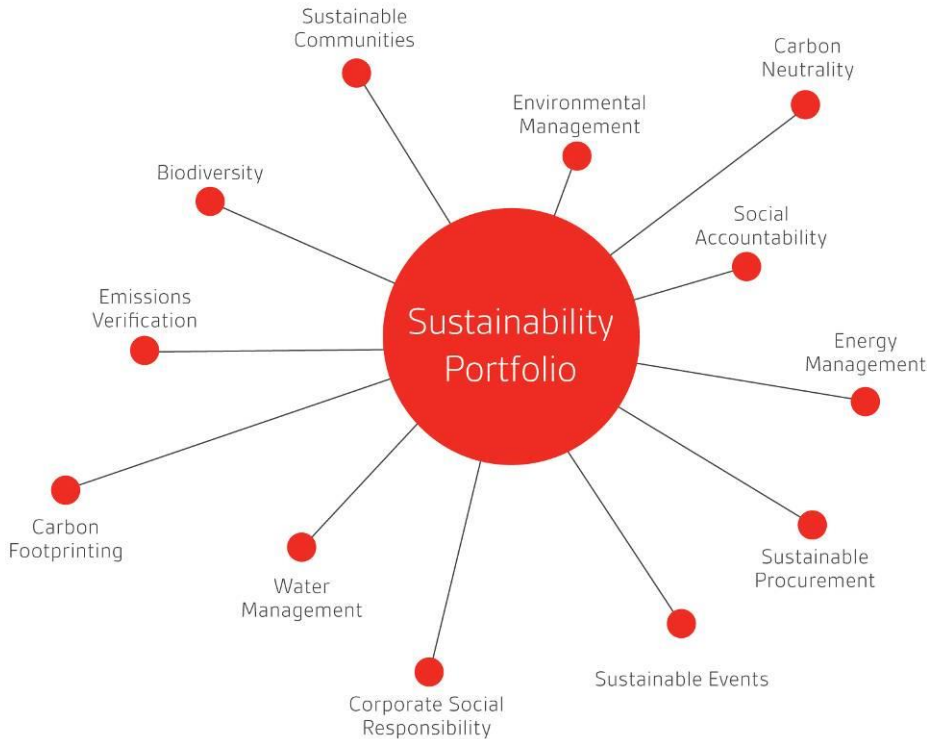 Sustainable
Communities
Carbon
Neutrality
Environmental
Management
Biodiversity
Social
Accountability
Emissions
Verification
Sustainability
Portfolio
Energy
Management
Carbon
Footprinting
Sustainable
Procurement
Water
Management
Sustainable Events
Corporate Social
Responsibility